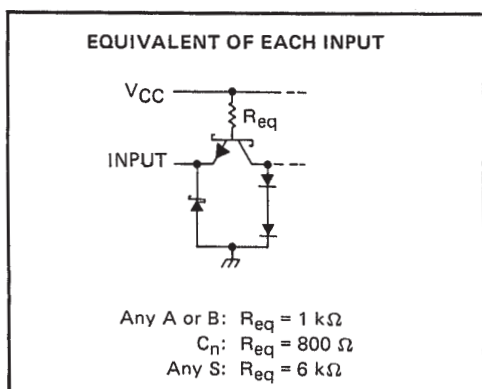 EQUIVALENT OF EACH INPUT
VCC
Req
INPUT
Any A or B: Req = 1 kΩ
Cn: Req = 800 Ω
Any S: Req = 6 kΩ